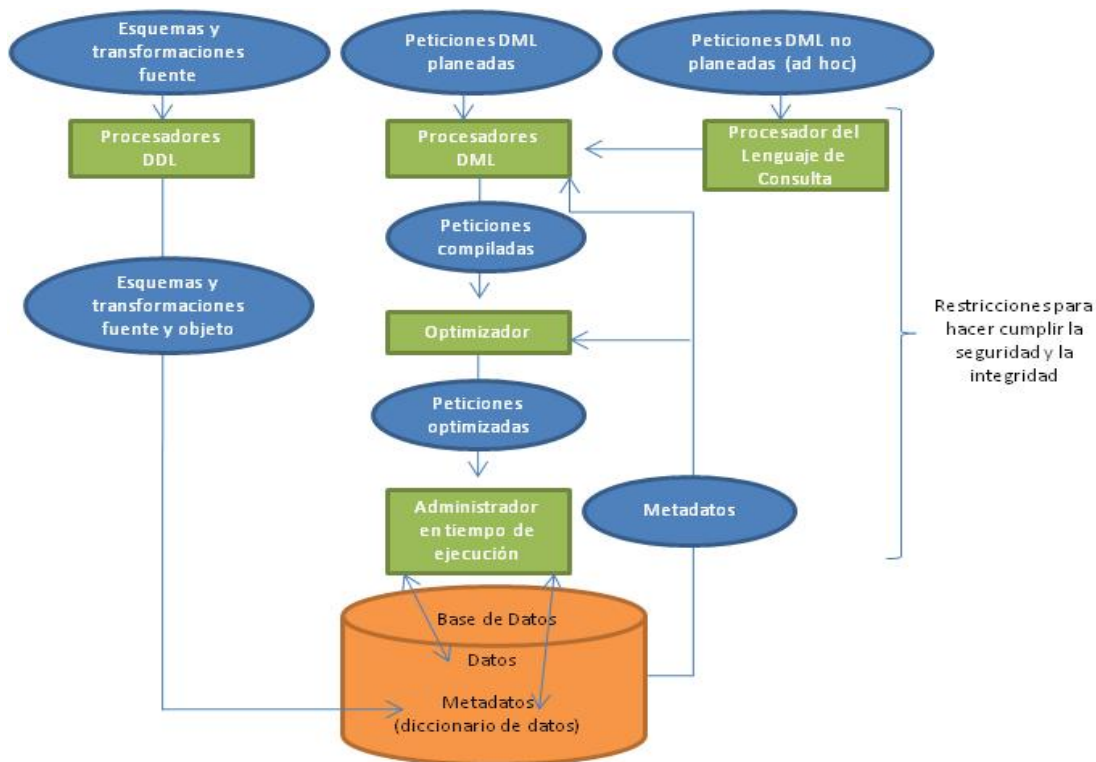 Esquemas y
transformaciones
fuente
Peticiones DML
planeadas
Peticiones DML no
planeadas (ad hoc)
Procesadores
DDL
Procesadores
DML
Procesador del
Lenguaje de
Consulta
Peticiones
compiladas
Esquemas y
transformaciones
fuente y objeto
Optimizador
Restricciones para
hacer cumplir la
seguridad y la
integridad
Peticiones
optimizadas
Administrador
en tiempo de
ejecución
Metadatos
Base de Datos
Datos
Metadatos
(diccionario de datos)